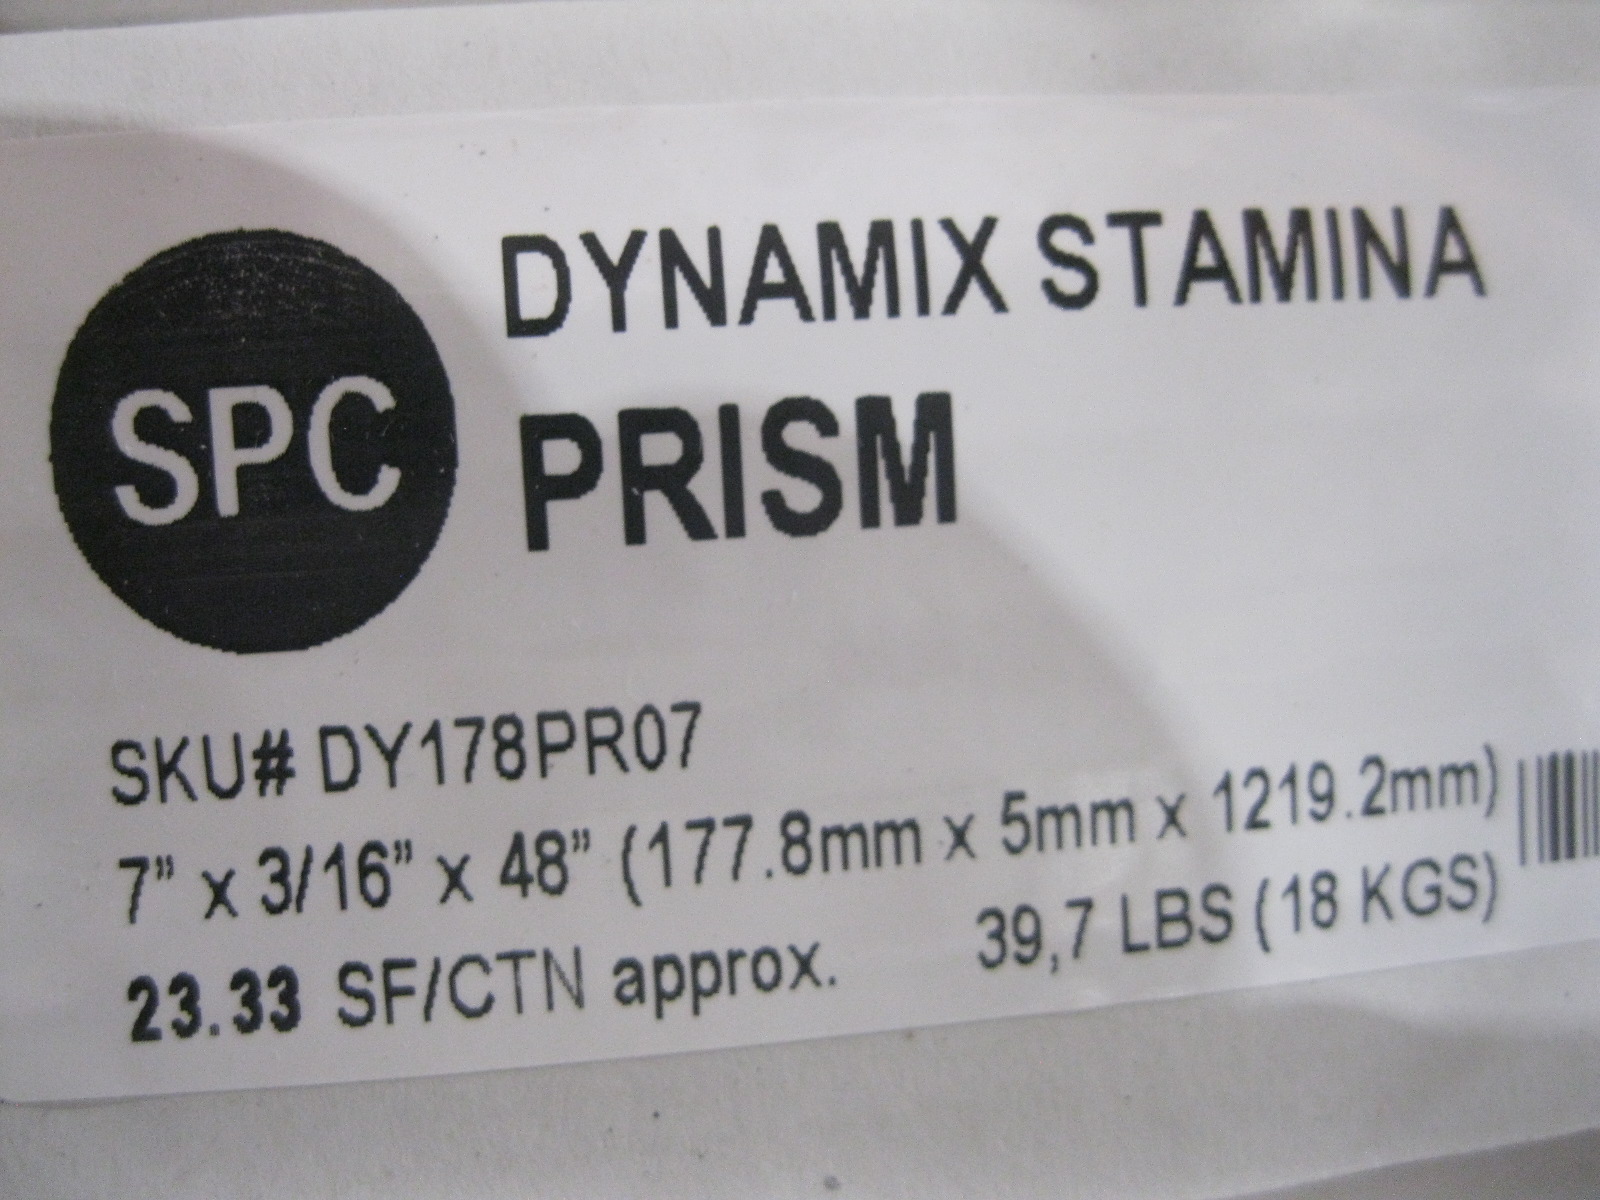 SPC
DYNAMIX STAMINA
PRISM
SKU# DY178PR07
7” x 3/16” x 48” (177.8mm x 5mm x 1219.2mm)
23.33 SF/CTN approx. 39,7 LBS (18 KGS)